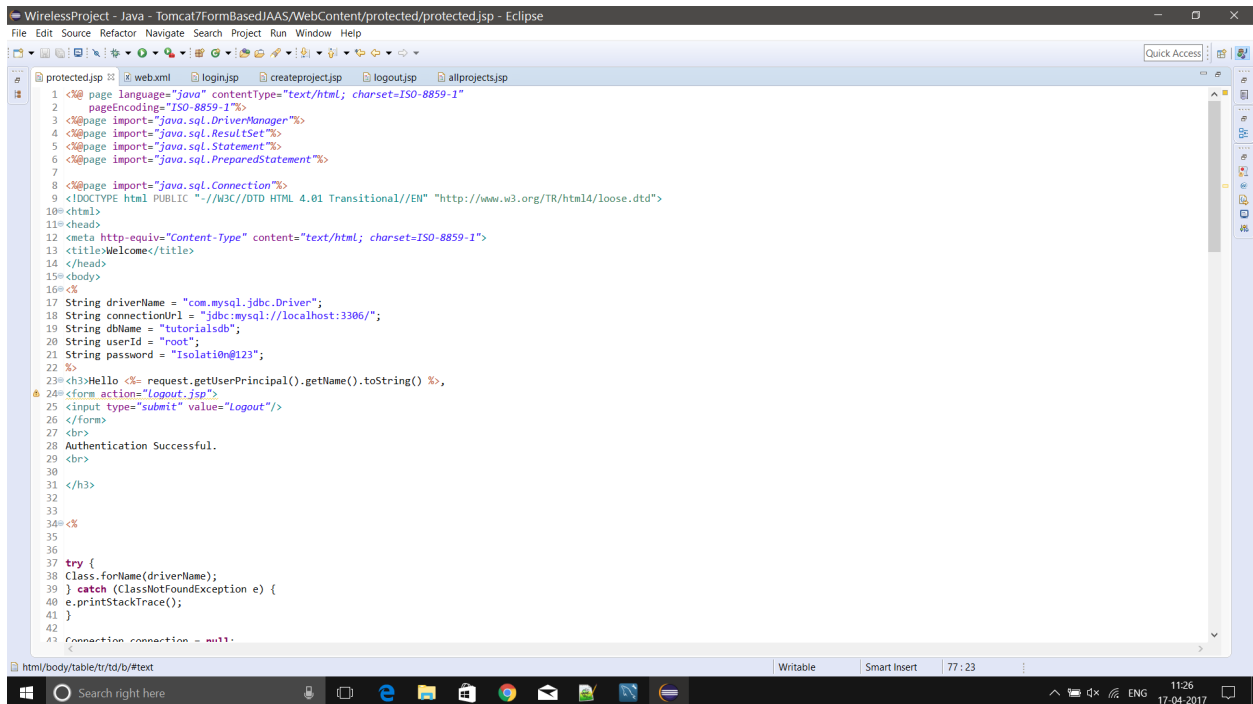 WirelessProject - Java - Tomcat7FormBasedJAAS/WebContent/protected/protected.jsp - Eclipse
File Edit Source Refactor Navigate Search Project Run Window Help
Quick Access
protected.jsp web.xml login.jsp createproject.jsp logout.jsp allprojects.jsp
1 <%@ page language="java" contentType="text/html; charset=ISO-8859-1"
2 pageEncoding="ISO-8859-1"%>
3 <%@page import="java.sql.DriverManager"%>
4 <%@page import="java.sql.ResultSet"%>
5 <%@page import="java.sql.Statement"%>
6 <%@page import="java.sql.PreparedStatement"%>
7
8 <%@page import="java.sql.Connection"%>
9 <!DOCTYPE html PUBLIC "-//W3C//DTD HTML 4.01 Transitional//EN" "http://www.w3.org/TR/html4/loose.dtd">
10 <html>
11 <head>
12 <meta http-equiv="Content-Type" content="text/html; charset=ISO-8859-1">
13 <title>Welcome</title>
14 </head>
15 <body>
16 <%
17 String driverName = "com.mysql.jdbc.Driver";
18 String connectionUrl = "jdbc:mysql://localhost:3306/";
19 String dbName = "tutorialsdb";
20 String userId = "root";
21 String password = "Isolati0n@123";
22 %>
23 <h3>Hello <%= request.getUserPrincipal().getName().toString() %>,
24 <form action="logout.jsp">
25 <input type="submit" value="Logout"/>
26 </form>
27 <br>
28 Authentication Successful.
29 <br>
30
31 </h3>
32
33
34 <%
35
36
37 try {
38 Class.forName(driverName);
39 } catch (ClassNotFoundException e) {
40 e.printStackTrace();
41 }
42
43 Connection connection = null;
html/body/table/tr/td/b/#text Writable Smart Insert 77 : 23
Search right here ENG 11:26
17-04-2017